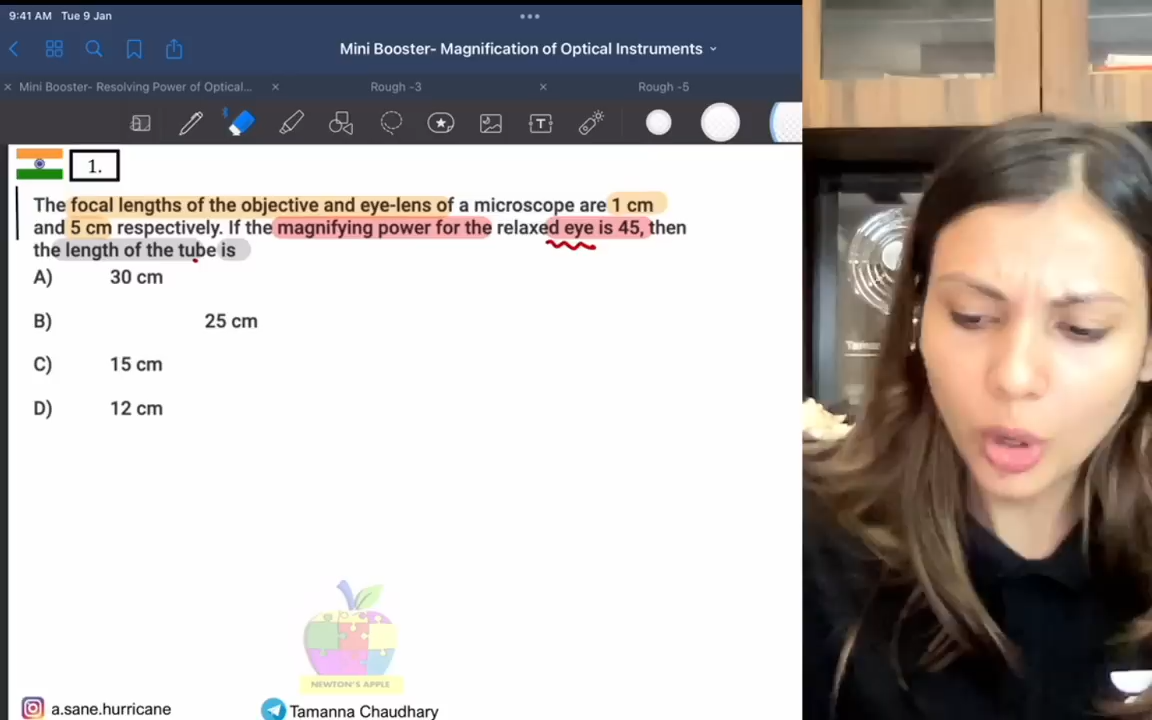 9:41 AM Tue 9 Jan
Mini Booster- Magnification of Optical Instruments
Mini Booster- Resolving Power of Optical...
Rough -3
Rough -5
1.
The focal lengths of the objective and eye-lens of a microscope are 1 cm
and 5 cm respectively. If the magnifying power for the relaxed eye is 45, then
the length of the tube is
A) 30 cm
B) 25 cm
C) 15 cm
D) 12 cm
NEWTON'S APPLE
a.sane.hurricane
Tamanna Chaudhary